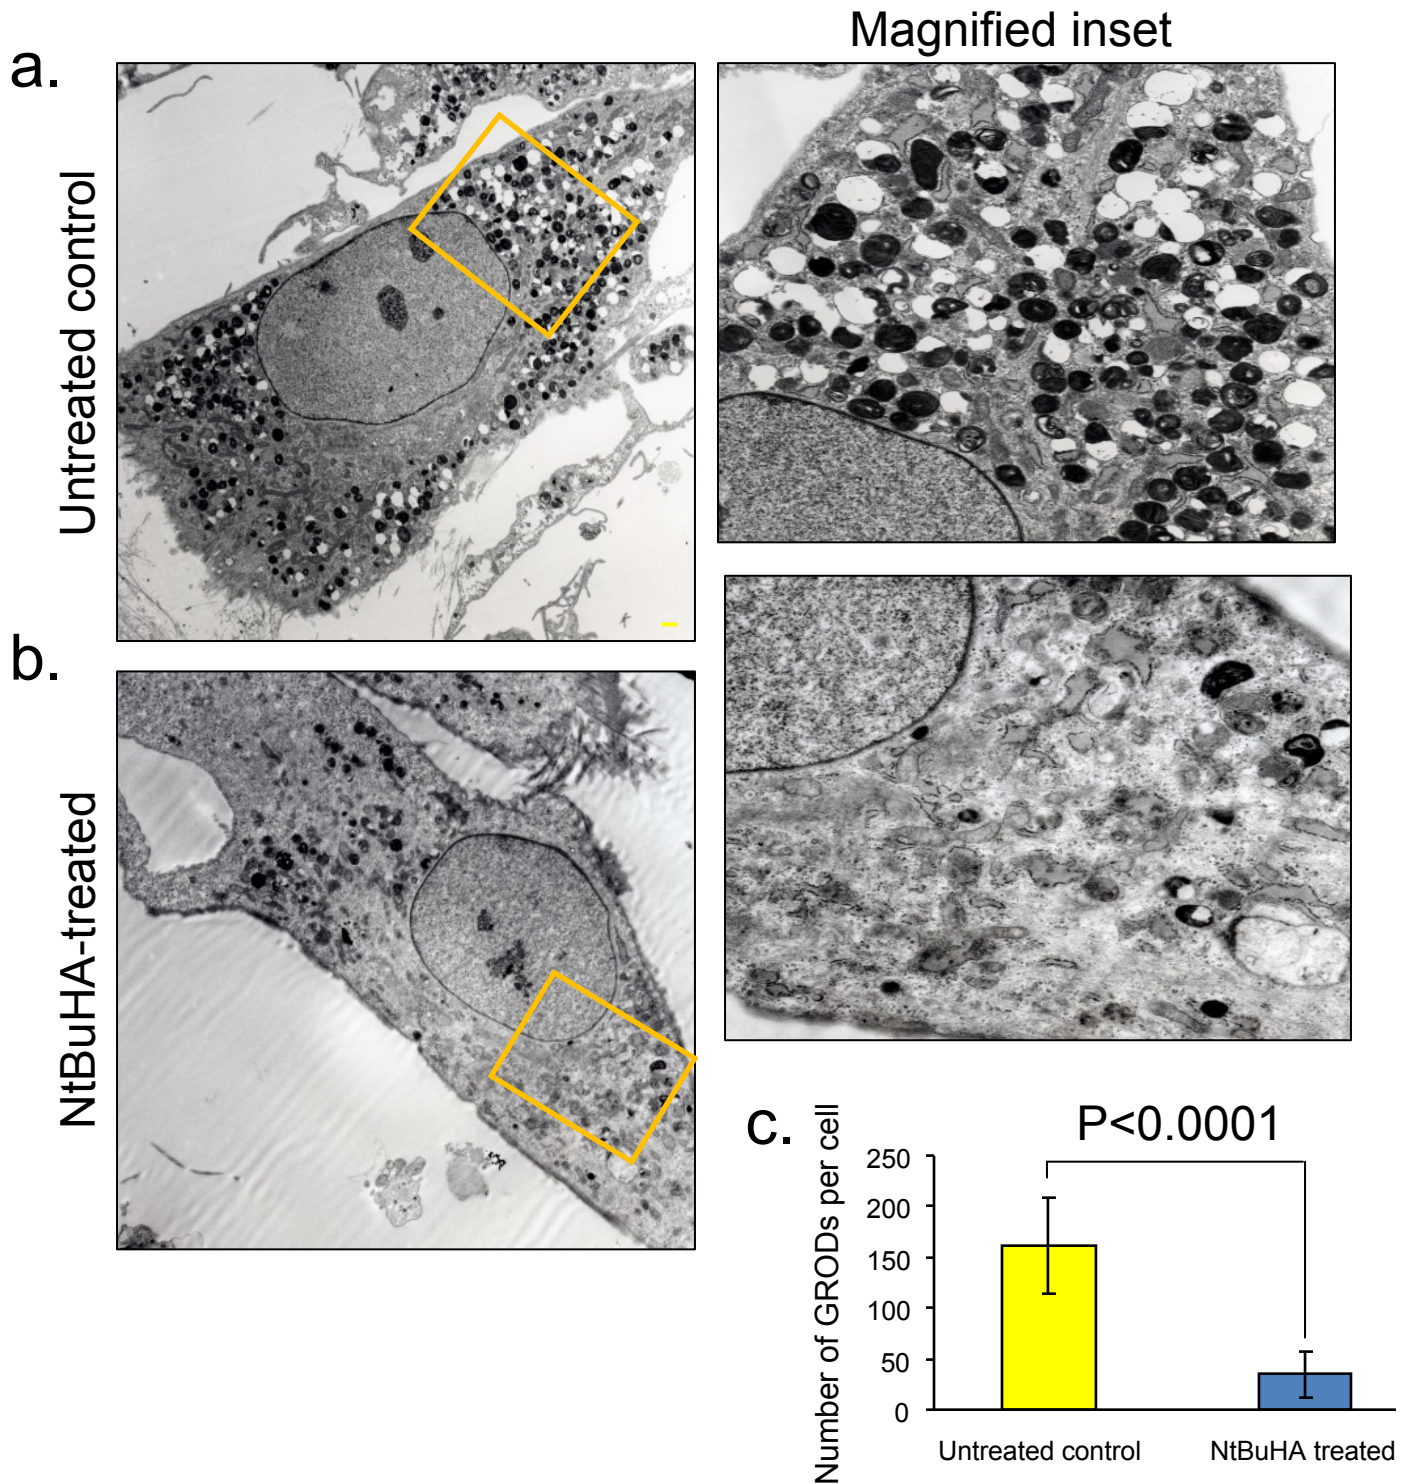 Magnified inset
a.
Untreated control
b.
NtBuHA-treated
c.
P<0.0001
Number of GRODs per cell
250
200
150
100
50
0
Untreated control
NtBuHA treated